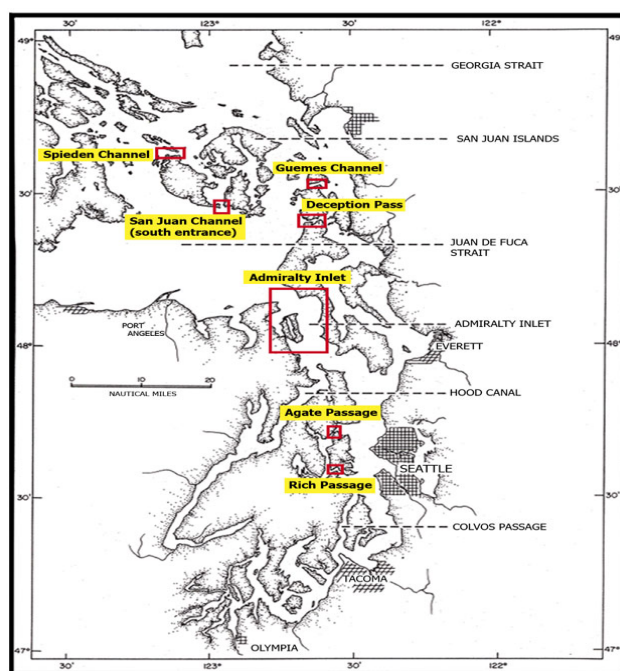 30' 123° 30 122°
49°
49°
GEORGIA STRAIT
SAN JUAN ISLANDS
Spieden Channel
Guemes Channel
30'
30'
Deception Pass
San Juan Channel
(south entrance)
JUAN DE FUCA
STRAIT
Admiralty Inlet
PORT
ANGELES
ADMIRALTY INLET
EVERETT
48°
48°
0 10 20
NAUTICAL MILES
HOOD CANAL
Agate Passage
SEATTLE
Rich Passage
30'
30'
COLVOS PASSAGE
TACOMA
OLYMPIA
47°
47°
30' 123° 30' 122°